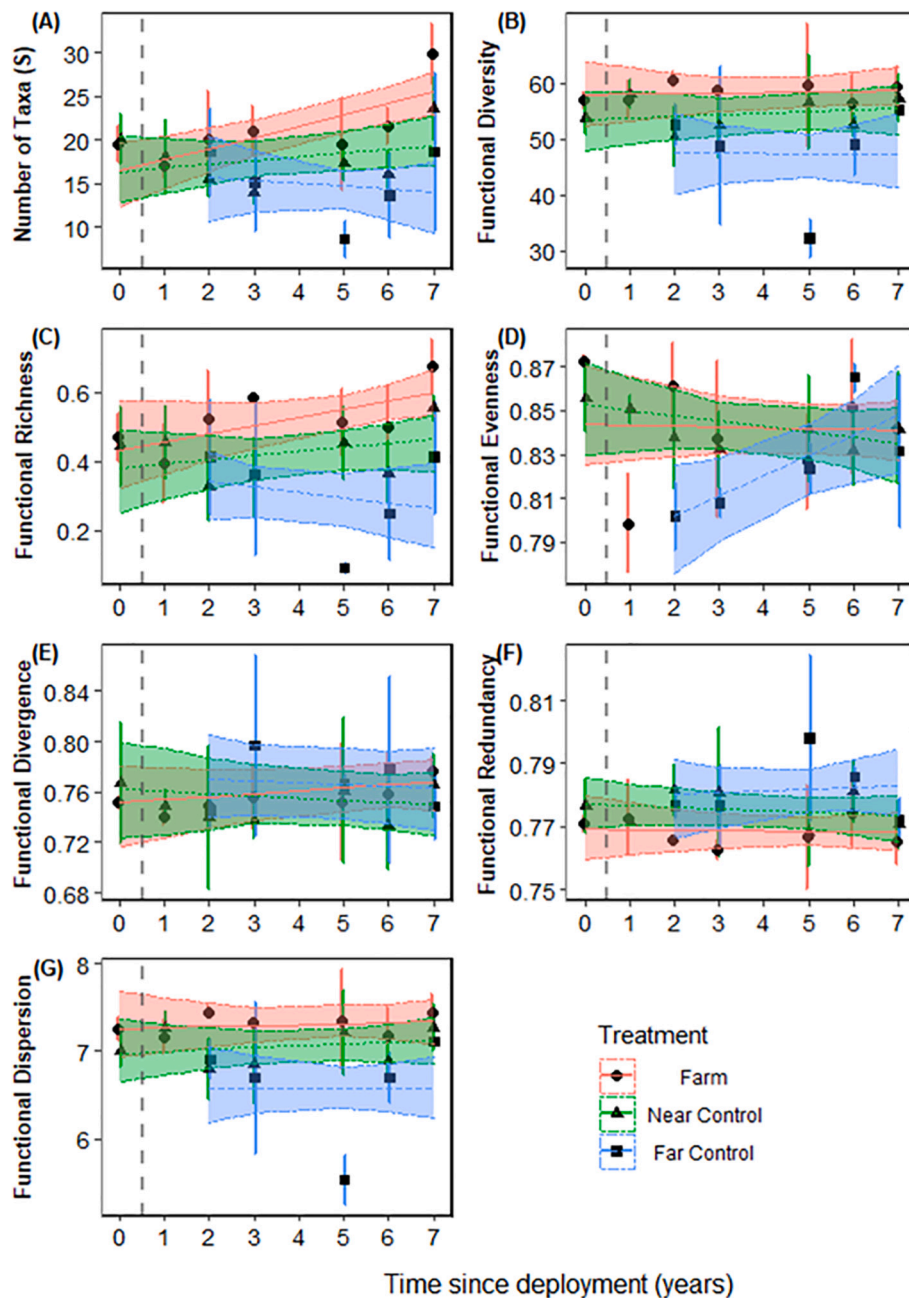 (A)
Number of Taxa (S)
30
25
20
15
10
0 1 2 3 4 5 6 7
(B)
Functional Diversity
60
50
40
30
0 1 2 3 4 5 6 7
(C)
Functional Richness
0.6
0.4
0.2
0 1 2 3 4 5 6 7
(D)
Functional Evenness
0.87
0.85
0.83
0.81
0.79
0 1 2 3 4 5 6 7
(E)
Functional Divergence
0.84
0.80
0.76
0.72
0.68
0 1 2 3 4 5 6 7
(F)
Functional Redundancy
0.81
0.79
0.77
0.75
0 1 2 3 4 5 6 7
(G)
Functional Dispersion
8
7
6
0 1 2 3 4 5 6 7
Treatment
Farm
Near Control
Far Control
Time since deployment (years)